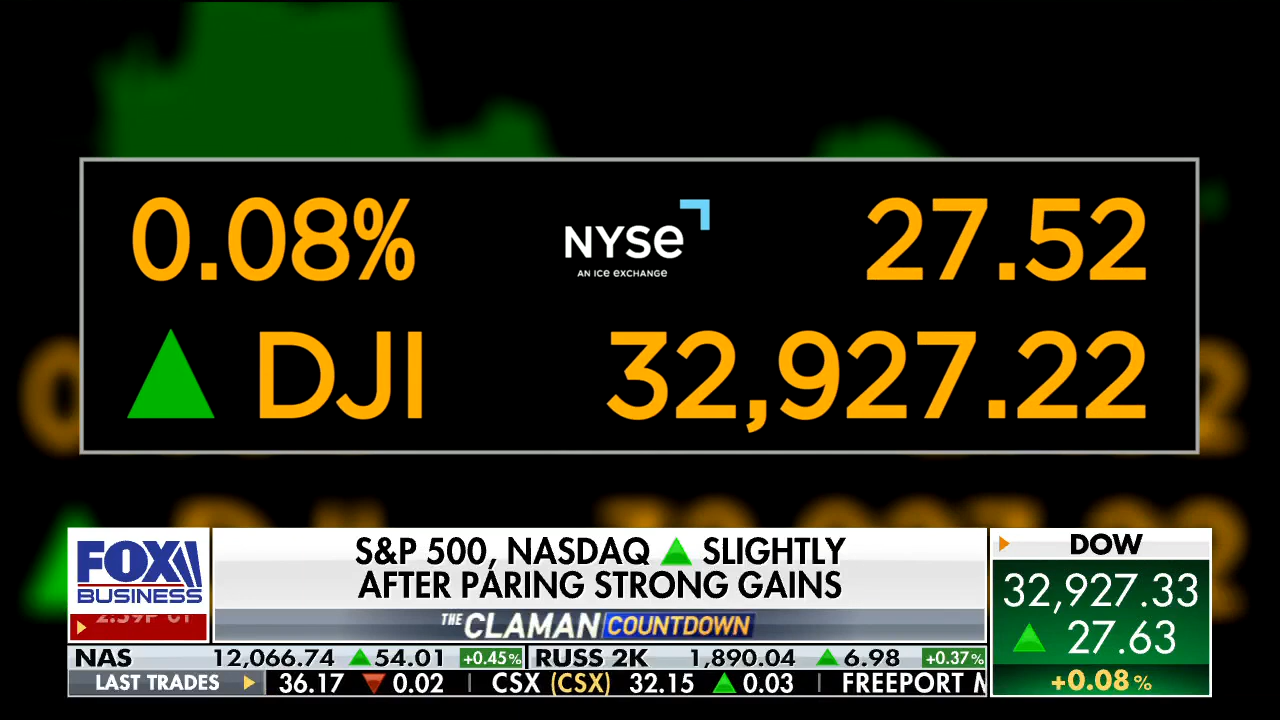 0.08% NYSE 27.52
AN ICE EXCHANGE
▲ DJI 32,927.22
FOX
BUSINESS
S&P 500, NASDAQ ▲ SLIGHTLY
AFTER PARING STRONG GAINS
THE CLAMAN COUNTDOWN
DOW
32,927.33
▲ 27.63
+0.08%
NAS 12,066.74 ▲ 54.01 +0.45% RUSS 2K 1,890.04 ▲ 6.98 +0.37%
LAST TRADES 36.17 ▼ 0.02 | CSX (CSX) 32.15 ▲ 0.03 | FREEPORT